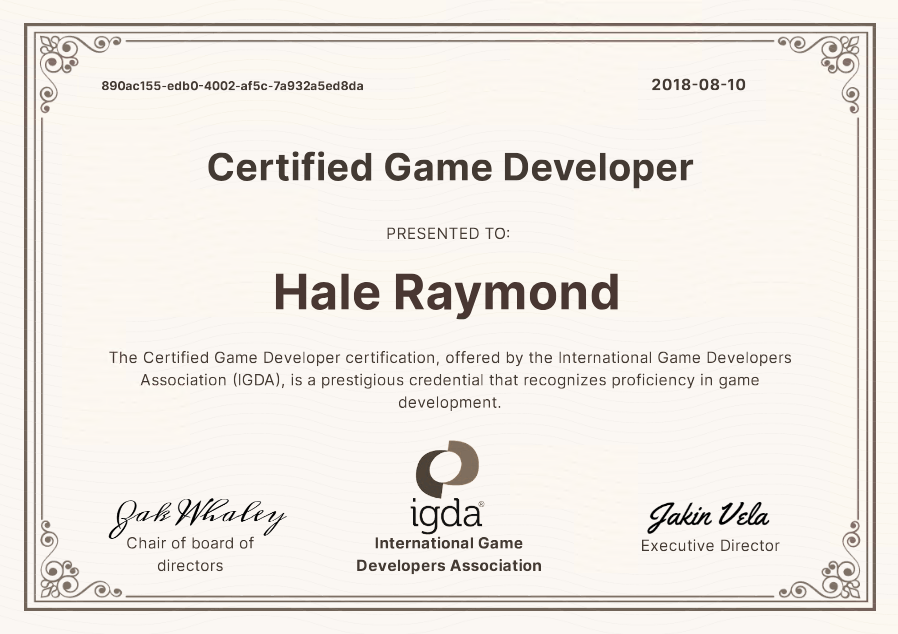 890ac155-edb0-4002-af5c-7a932a5ed8da
2018-08-10
Certified Game Developer
PRESENTED TO:
Hale Raymond
The Certified Game Developer certification, offered by the International Game Developers
Association (IGDA), is a prestigious credential that recognizes proficiency in game
development.
igda®
International Game
Developers Association
Zak Whaley
Chair of board of
directors
Jakin Vela
Executive Director